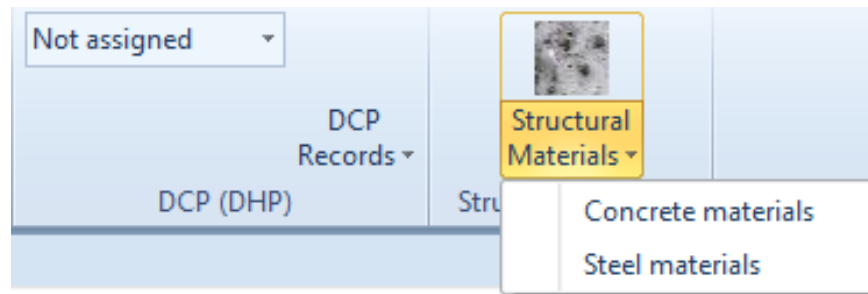 Not assigned
DCP
Records
Structural
Materials
DCP (DHP)
Stru
Concrete materials
Steel materials